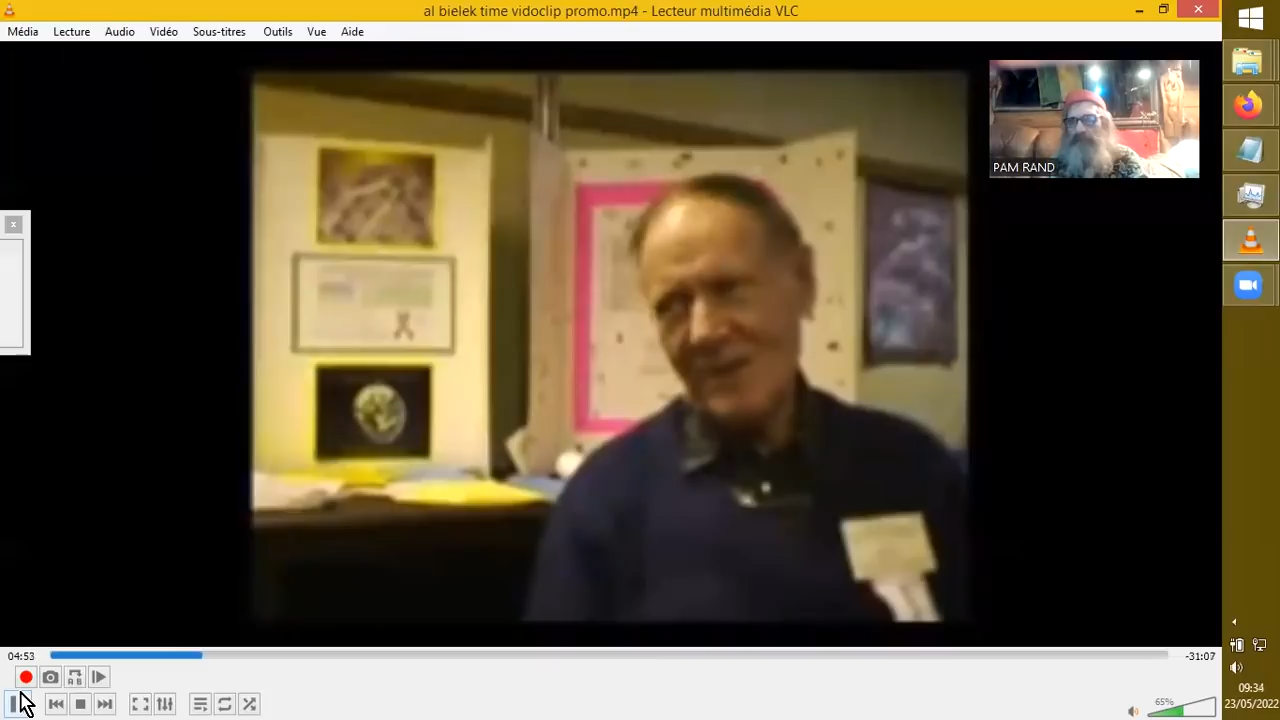 al bielek time vidoclip promo.mp4 - Lecteur multimédia VLC
Média Lecture Audio Vidéo Sous-titres Outils Vue Aide
PAM RAND
04:53
-31:07
A B
65%
09:34
23/05/2022